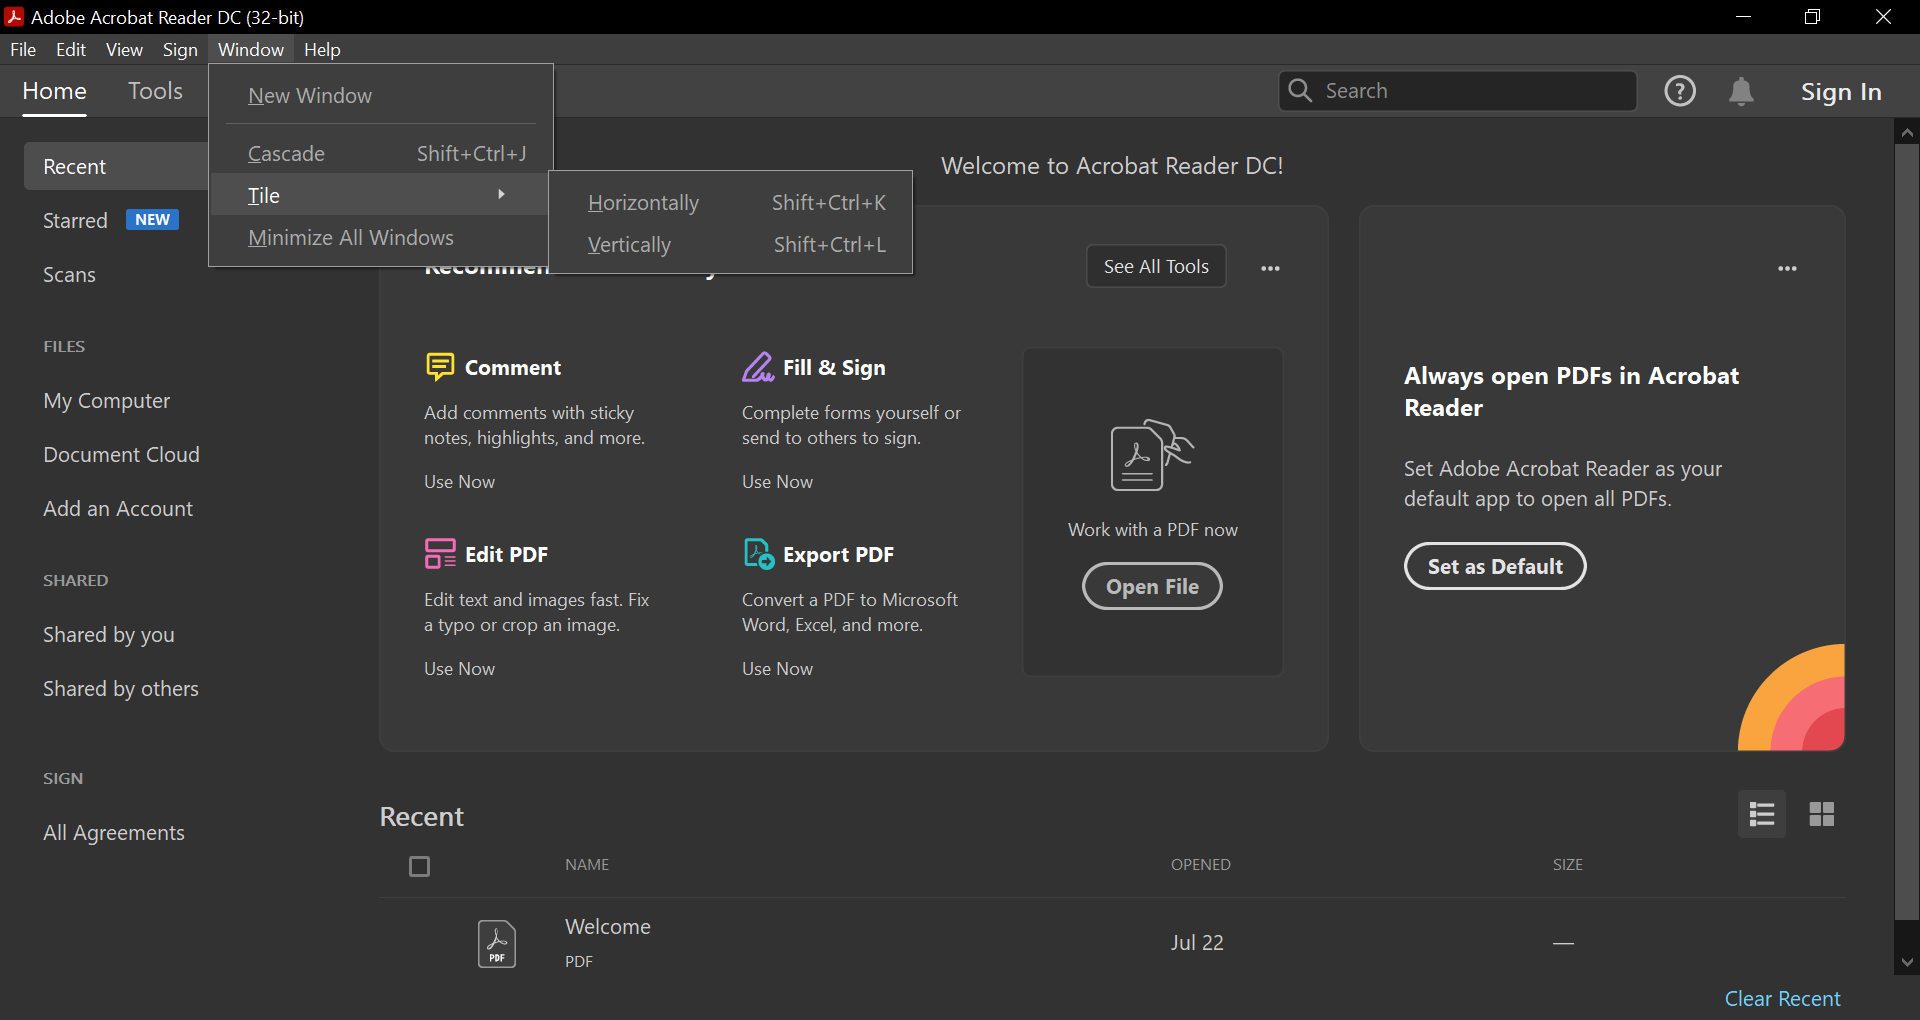 Adobe Acrobat Reader DC (32-bit)
File Edit View Sign Window Help
Home Tools
Search
Sign In
New Window
Cascade Shift+Ctrl+J
Tile
Minimize All Windows
Horizontally Shift+Ctrl+K
Vertically Shift+Ctrl+L
Recent
Starred NEW
Scans
FILES
My Computer
Document Cloud
Add an Account
SHARED
Shared by you
Shared by others
SIGN
All Agreements
Welcome to Acrobat Reader DC!
See All Tools
Comment
Add comments with sticky
notes, highlights, and more.
Use Now
Fill & Sign
Complete forms yourself or
send to others to sign.
Use Now
Edit PDF
Edit text and images fast. Fix
a typo or crop an image.
Use Now
Export PDF
Convert a PDF to Microsoft
Word, Excel, and more.
Use Now
Work with a PDF now
Open File
Always open PDFs in Acrobat
Reader
Set Adobe Acrobat Reader as your
default app to open all PDFs.
Set as Default
Recent
NAME OPENED SIZE
Welcome
PDF
PDF
Jul 22 —
Clear Recent